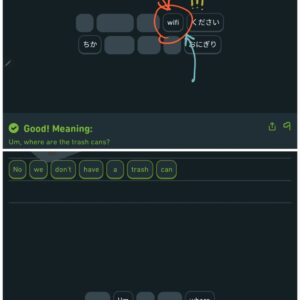 !!!
wifi ください
ちか おにぎり
Good! Meaning:
Um, where are the trash cans?
No we don't have a trash can
Um where